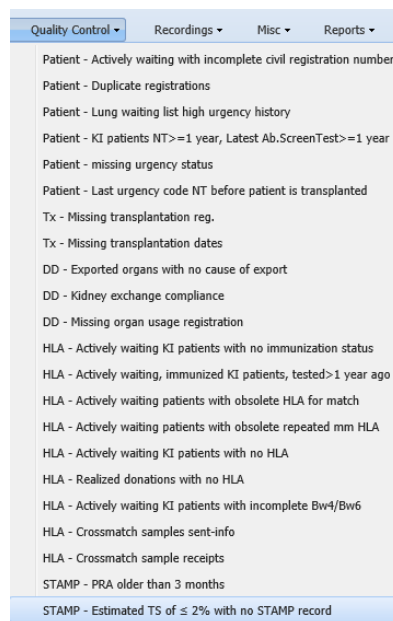 Quality Control Recordings Misc Reports
Patient - Actively waiting with incomplete civil registration number
Patient - Duplicate registrations
Patient - Lung waiting list high urgency history
Patient - KI patients NT>=1 year, Latest Ab.ScreenTest>=1 year
Patient - missing urgency status
Patient - Last urgency code NT before patient is transplanted
Tx - Missing transplantation reg.
Tx - Missing transplantation dates
DD - Exported organs with no cause of export
DD - Kidney exchange compliance
DD - Missing organ usage registration
HLA - Actively waiting KI patients with no immunization status
HLA - Actively waiting, immunized KI patients, tested>1 year ago
HLA - Actively waiting patients with obsolete HLA for match
HLA - Actively waiting patients with obsolete repeated mm HLA
HLA - Actively waiting KI patients with no HLA
HLA - Realized donations with no HLA
HLA - Actively waiting KI patients with incomplete Bw4/Bw6
HLA - Crossmatch samples sent-info
HLA - Crossmatch sample receipts
STAMP - PRA older than 3 months
STAMP - Estimated TS of ≤ 2% with no STAMP record